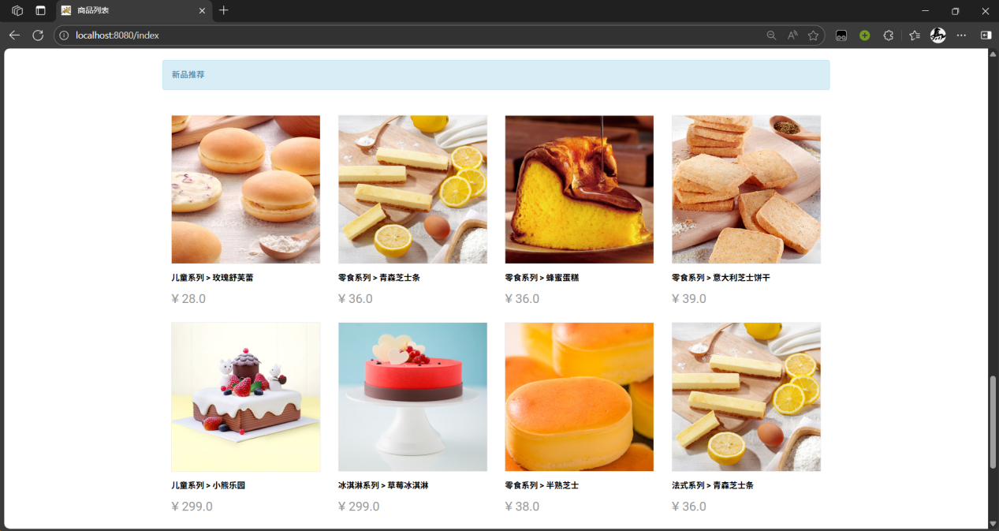 商品列表
localhost:8080/index
新品推荐
儿童系列 > 玫瑰舒芙蕾
零食系列 > 青森芝士条
零食系列 > 蜂蜜蛋糕
零食系列 > 意大利芝士饼干
¥ 28.0
¥ 36.0
¥ 36.0
¥ 39.0
儿童系列 > 小熊乐园
冰淇淋系列 > 草莓冰淇淋
零食系列 > 半熟芝士
法式系列 > 青森芝士条
¥ 299.0
¥ 299.0
¥ 38.0
¥ 36.0